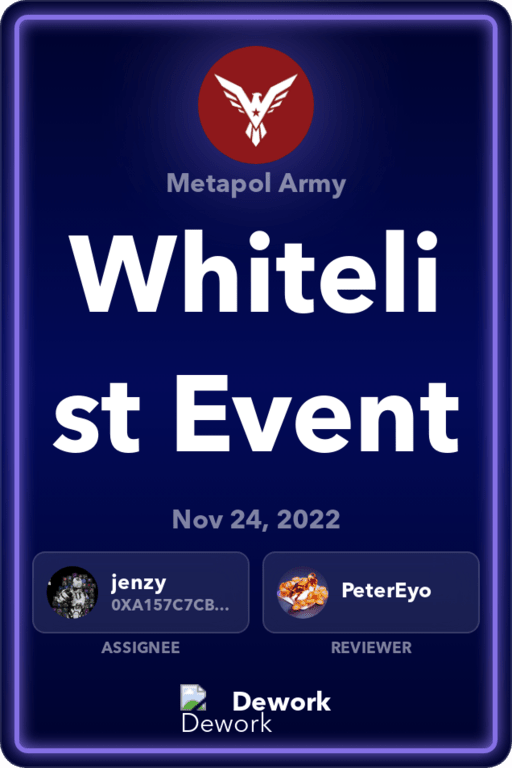 Metapol Army
Whiteli
st Event
Nov 24, 2022
jenzy
0XA157C7CB...
ASSIGNEE
PeterEyo
REVIEWER
Dework
Dework